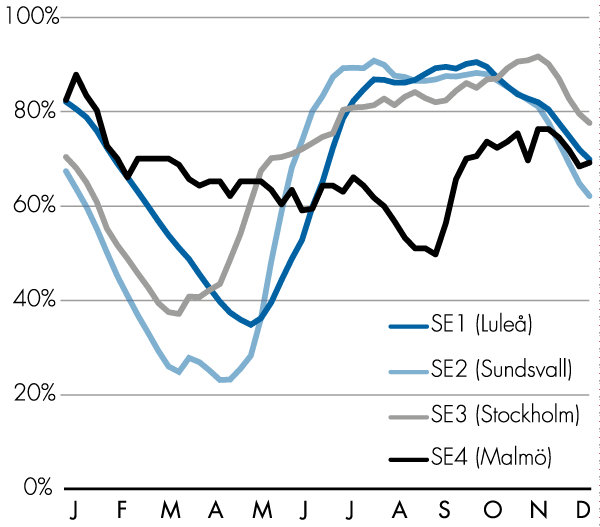 100%
80%
60%
40%
20%
0%
SE1 (Luleå)
SE2 (Sundsvall)
SE3 (Stockholm)
SE4 (Malmö)
J F M A M J J A S O N D